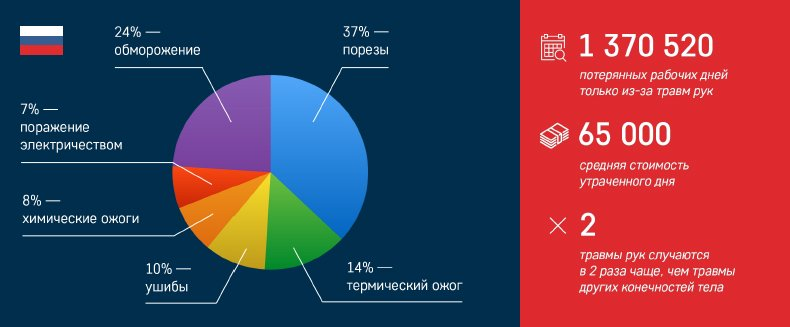 24% —
обморожение
37% —
порезы
7% —
поражение
электричеством
8% —
химические ожоги
10% —
ушибы
14% —
термический ожог
1 370 520
потерянных рабочих дней
только из-за травм рук
65 000
средняя стоимость
утраченного дня
× 2
травмы рук случаются
в 2 раза чаще, чем травмы
других конечностей тела